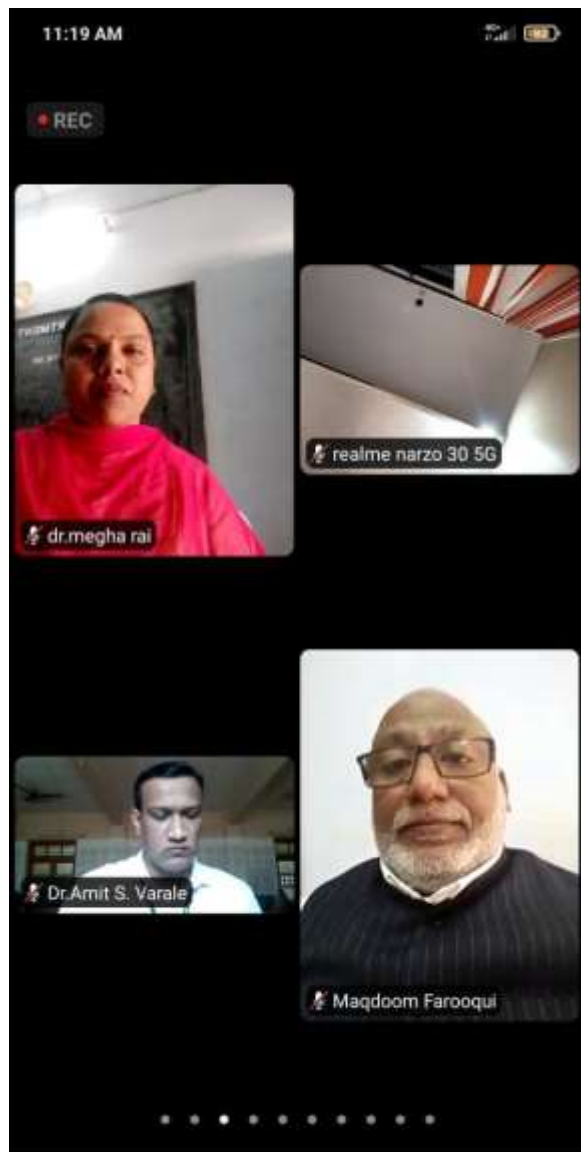 11:19 AM
REC
dr.megha rai
realme narzo 30 5G
Dr.Amit S. Varale
Maqdoom Farooqui